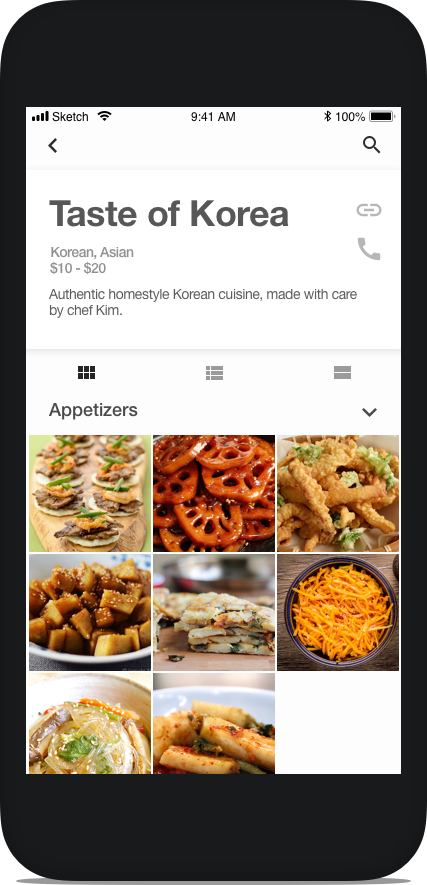 Sketch 9:41 AM 100%
Taste of Korea
Korean, Asian
$10 - $20
Authentic homestyle Korean cuisine, made with care
by chef Kim.
Appetizers